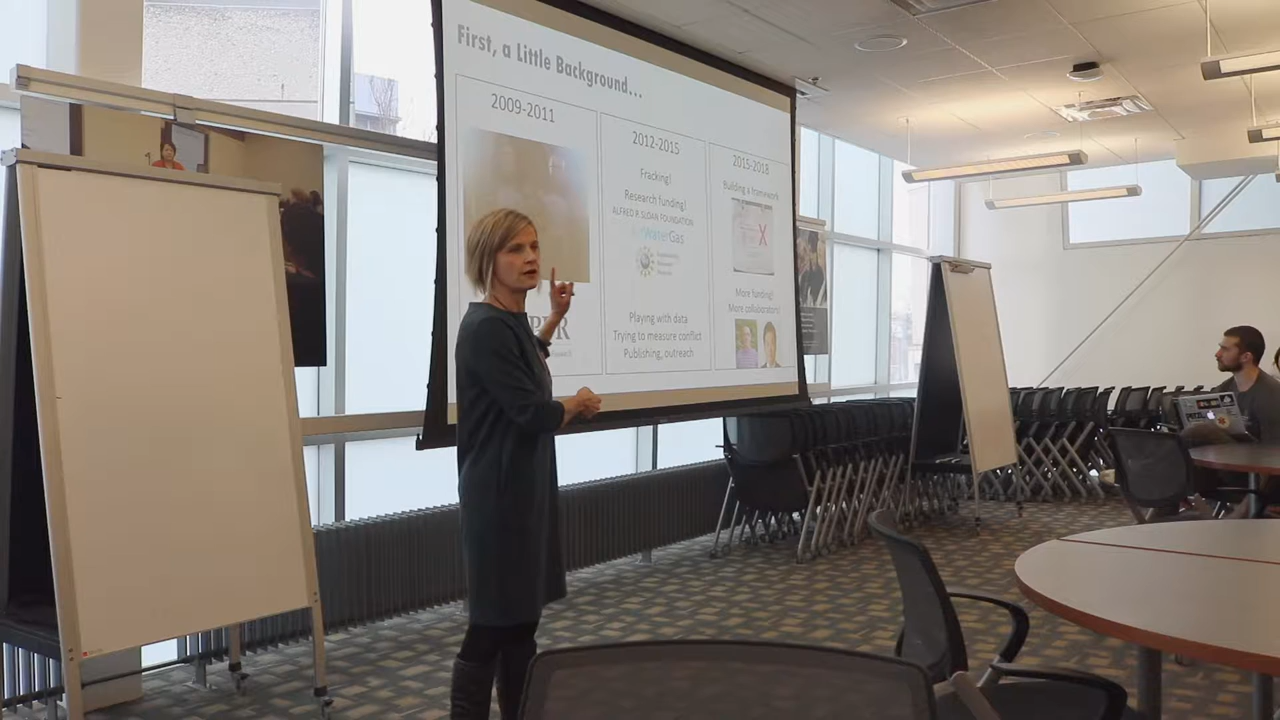 First, a Little Background...
2009-2011
2012-2015
Fracking!
Research funding!
ALFRED P. SLOAN FOUNDATION
WaterGas
Playing with data
Trying to measure conflict
Publishing, outreach
2015-2018
Building a framework
X
More funding!
More collaborators!